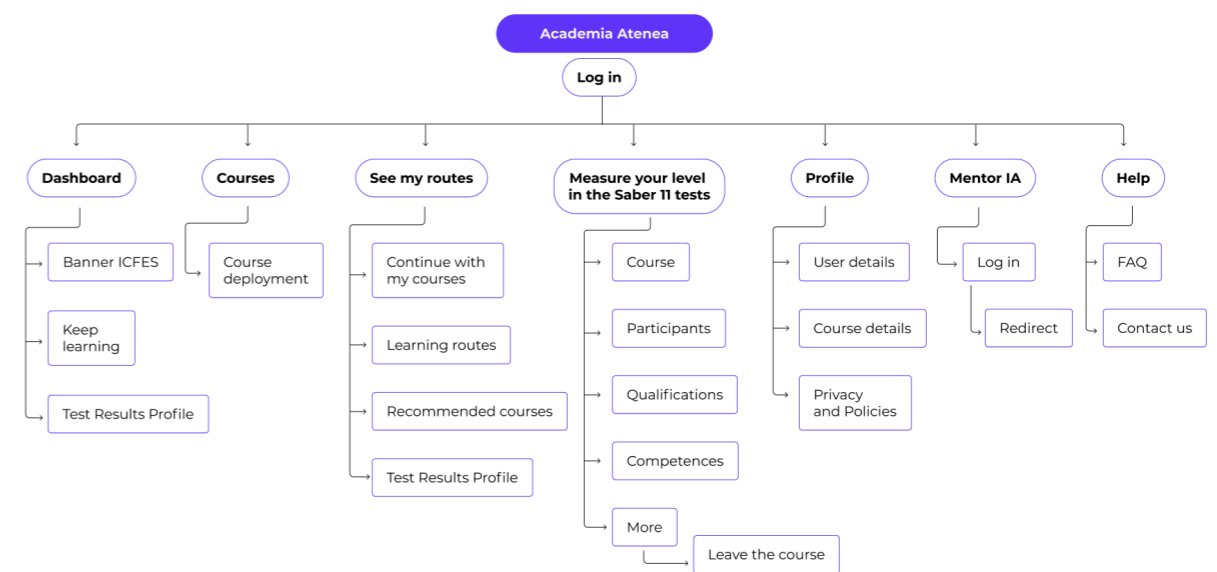 Academia Atenea
Log in
Dashboard
Courses
See my routes
Measure your level
in the Saber 11 tests
Profile
Mentor IA
Help
Banner ICFES
Keep
learning
Test Results Profile
Course
deployment
Continue with
my courses
Learning routes
Recommended courses
Test Results Profile
Course
Participants
Qualifications
Competences
More
Leave the course
User details
Course details
Privacy
and Policies
Log in
Redirect
FAQ
Contact us